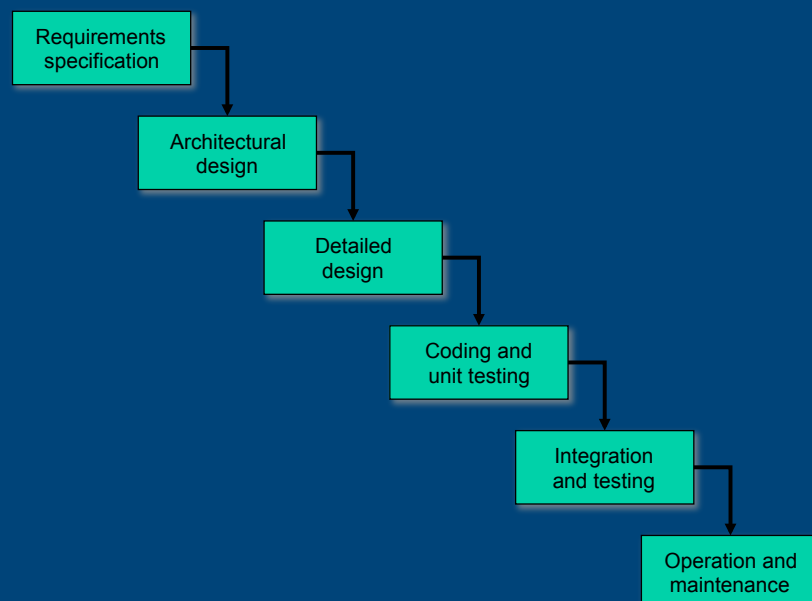 Requirements
specification
Architectural
design
Detailed
design
Coding and
unit testing
Integration
and testing
Operation and
maintenance